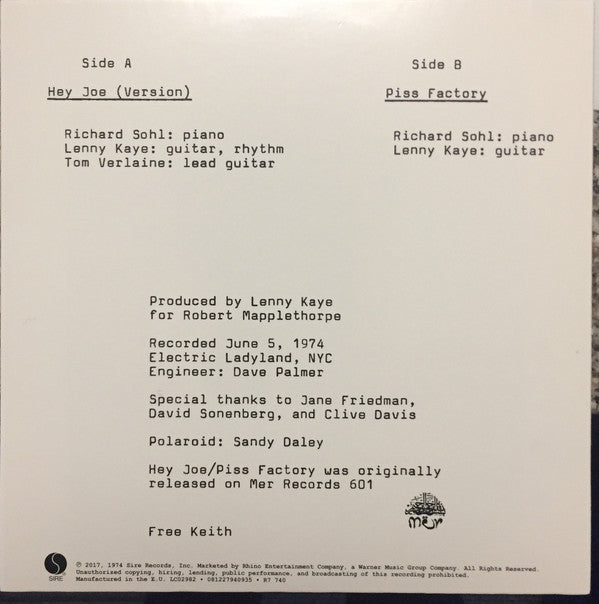 Side A
Hey Joe (Version)
Richard Sohl: piano
Lenny Kaye: guitar, rhythm
Tom Verlaine: lead guitar
Side B
Piss Factory
Richard Sohl: piano
Lenny Kaye: guitar
Produced by Lenny Kaye
for Robert Mapplethorpe
Recorded June 5, 1974
Electric Ladyland, NYC
Engineer: Dave Palmer
Special thanks to Jane Friedman,
David Sonenberg, and Clive Davis
Polaroid: Sandy Daley
Hey Joe/Piss Factory was originally
released on Mer Records 601
mer
Free Keith
SIRE®
℗ © 2017, 1974 Sire Records, Inc. Marketed by Rhino Entertainment Company, a Warner Music Group Company. All Rights Reserved.
Unauthorized copying, hiring, lending, public performance, and broadcasting of this recording prohibited.
Manufactured in the E.U. LC02982 • 081227940935 • R7 740